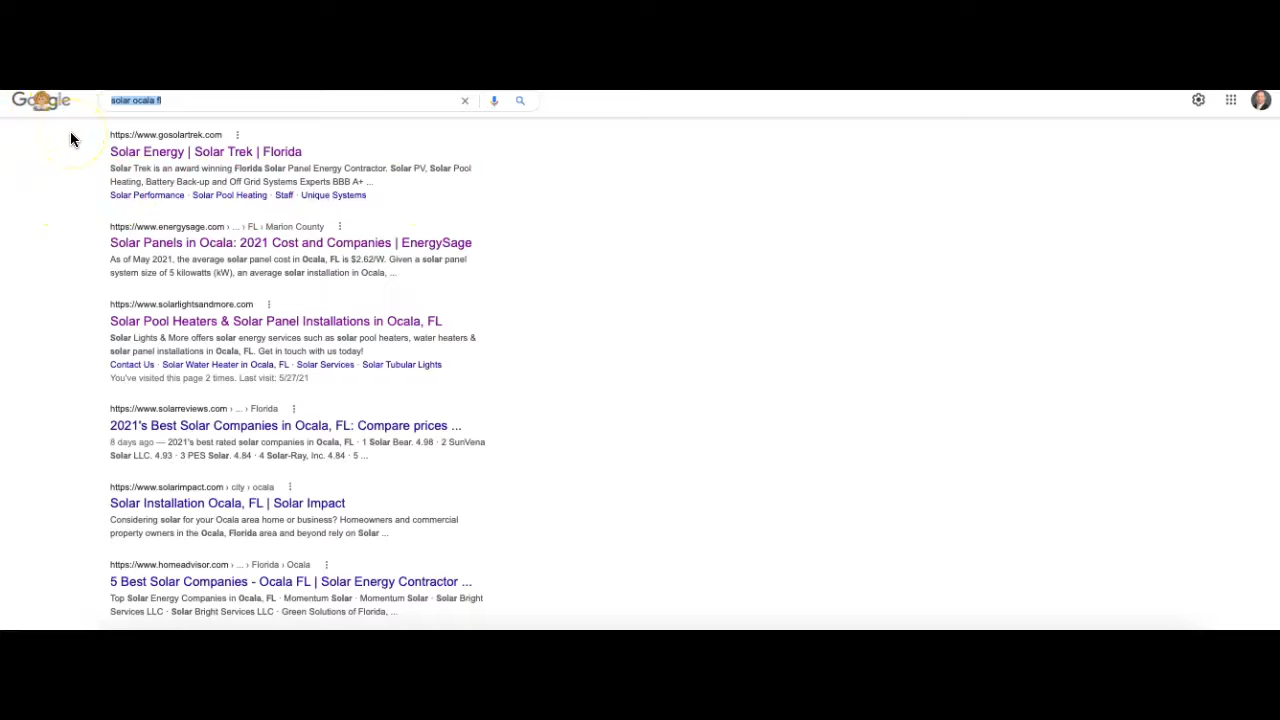 Google
solar ocala fl
https://www.gosolartrek.com
Solar Energy | Solar Trek | Florida
Solar Trek is an award winning Florida Solar Panel Energy Contractor. Solar PV, Solar Pool
Heating, Battery Back-up and Off Grid Systems Experts BBB A+ ...
Solar Performance · Solar Pool Heating · Staff · Unique Systems
https://www.energysage.com › ... › FL › Marion County
Solar Panels in Ocala: 2021 Cost and Companies | EnergySage
As of May 2021, the average solar panel cost in Ocala, FL is $2.62/W. Given a solar panel
system size of 5 kilowatts (kW), an average solar installation in Ocala, ...
https://www.solarlightsandmore.com
Solar Pool Heaters & Solar Panel Installations in Ocala, FL
Solar Lights & More offers solar energy services such as solar pool heaters, water heaters &
solar panel installations in Ocala, FL. Get in touch with us today!
Contact Us · Solar Water Heater in Ocala, FL · Solar Services · Solar Tubular Lights
You've visited this page 2 times. Last visit: 5/27/21
https://www.solarreviews.com › ... › Florida
2021's Best Solar Companies in Ocala, FL: Compare prices ...
8 days ago — 2021's best rated solar companies in Ocala, FL · 1 Solar Bear. 4.98 · 2 SunVena
Solar LLC. 4.93 · 3 PES Solar. 4.84 · 4 Solar-Ray, Inc. 4.84 · 5 ...
https://www.solarimpact.com › city › ocala
Solar Installation Ocala, FL | Solar Impact
Considering solar for your Ocala area home or business? Homeowners and commercial
property owners in the Ocala, Florida area and beyond rely on Solar ...
https://www.homeadvisor.com › ... › Florida › Ocala
5 Best Solar Companies - Ocala FL | Solar Energy Contractor ...
Top Solar Energy Companies in Ocala, FL · Momentum Solar · Momentum Solar · Solar Bright
Services LLC · Solar Bright Services LLC · Green Solutions of Florida, ...